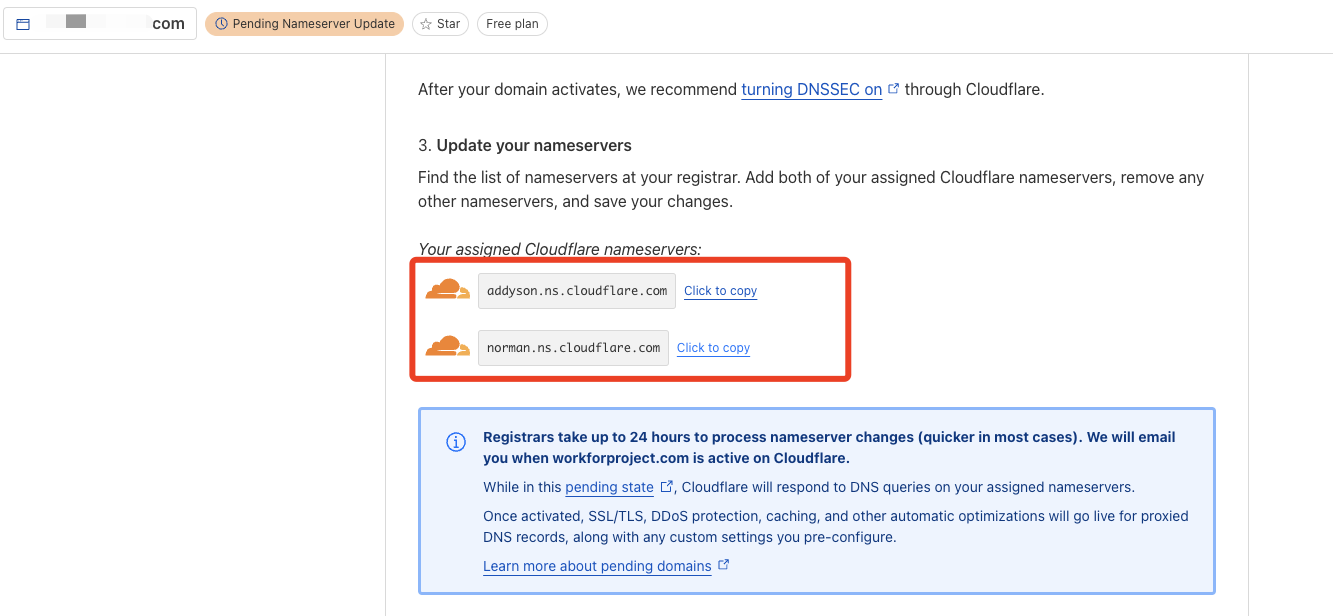 com Pending Nameserver Update Star Free plan
After your domain activates, we recommend turning DNSSEC on through Cloudflare.
3. Update your nameservers
Find the list of nameservers at your registrar. Add both of your assigned Cloudflare nameservers, remove any
other nameservers, and save your changes.
Your assigned Cloudflare nameservers:
addyson.ns.cloudflare.com Click to copy
norman.ns.cloudflare.com Click to copy
Registrars take up to 24 hours to process nameserver changes (quicker in most cases). We will email
you when workforproject.com is active on Cloudflare.
While in this pending state, Cloudflare will respond to DNS queries on your assigned nameservers.
Once activated, SSL/TLS, DDoS protection, caching, and other automatic optimizations will go live for proxied
DNS records, along with any custom settings you pre-configure.
Learn more about pending domains